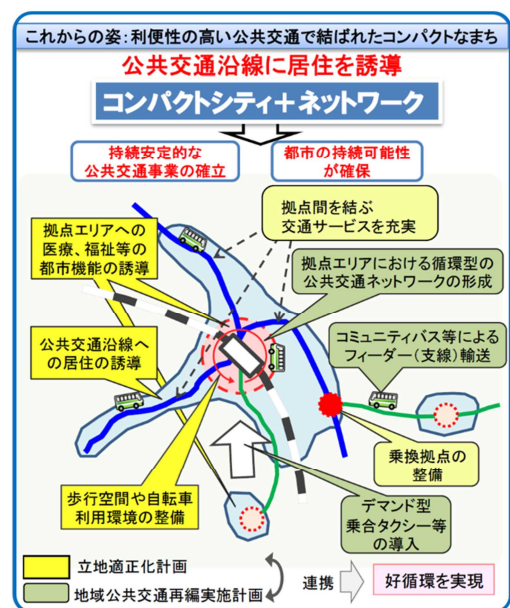 これからの姿：利便性の高い公共交通で結ばれたコンパクトなまち
公共交通沿線に居住を誘導
コンパクトシティ＋ネットワーク
持続安定的な
公共交通事業の確立
都市の持続可能性
が確保
拠点エリアへの
医療、福祉等の
都市機能の誘導
拠点間を結ぶ
交通サービスを充実
拠点エリアにおける循環型の
公共交通ネットワークの形成
公共交通沿線へ
の居住の誘導
コミュニティバス等による
フィーダー（支線）輸送
歩行空間や自転車
利用環境の整備
乗換拠点の
整備
デマンド型
乗合タクシー等
の導入
立地適正化計画
地域公共交通再編実施計画
連携
好循環を実現